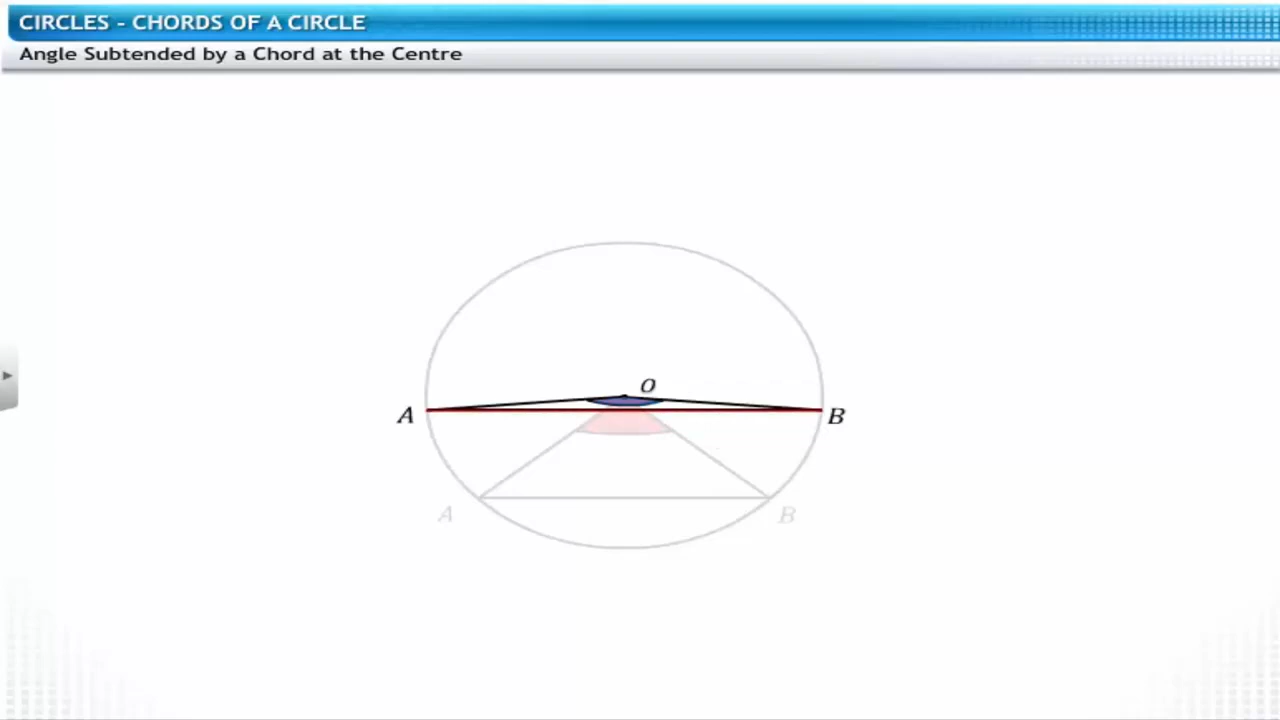 CIRCLES - CHORDS OF A CIRCLE
Angle Subtended by a Chord at the Centre
O
A
B
A
B